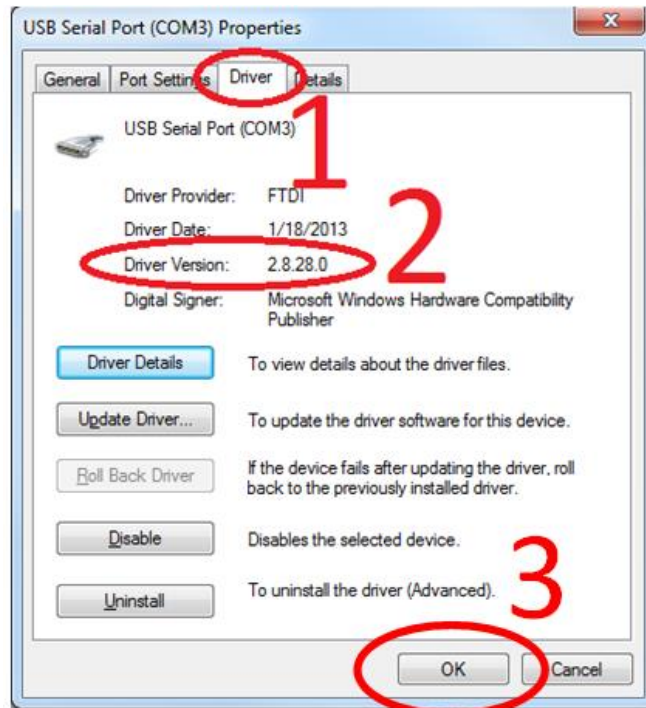 USB Serial Port (COM3) Properties
General Port Settings Driver Details
1
USB Serial Port (COM3)
Driver Provider: FTDI
Driver Date: 1/18/2013
2
Driver Version: 2.8.28.0
Digital Signer: Microsoft Windows Hardware Compatibility
Publisher
Driver Details To view details about the driver files.
Update Driver... To update the driver software for this device.
Roll Back Driver If the device fails after updating the driver, roll
back to the previously installed driver.
Disable Disables the selected device.
3
Uninstall To uninstall the driver (Advanced).
OK Cancel